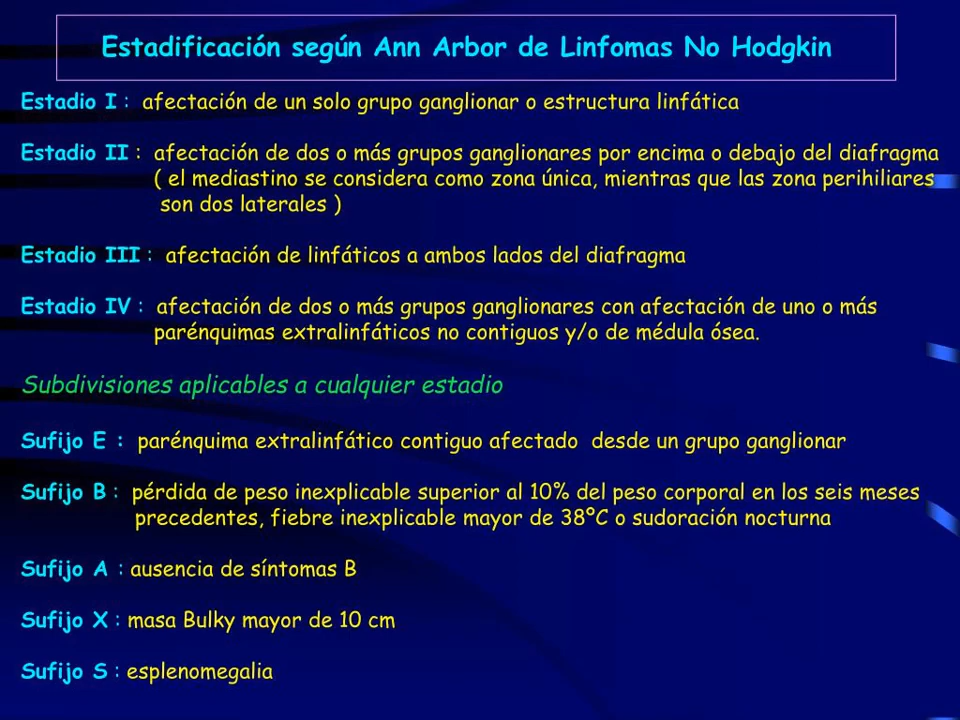 Estadificación según Ann Arbor de Linfomas No Hodgkin
Estadio I : afectación de un solo grupo ganglionar o estructura linfática
Estadio II : afectación de dos o más grupos ganglionares por encima o debajo del diafragma
( el mediastino se considera como zona única, mientras que las zona perihiliares
son dos laterales )
Estadio III : afectación de linfáticos a ambos lados del diafragma
Estadio IV : afectación de dos o más grupos ganglionares con afectación de uno o más
parénquimas extralinfáticos no contiguos y/o de médula ósea.
Subdivisiones aplicables a cualquier estadio
Sufijo E : parénquima extralinfático contiguo afectado desde un grupo ganglionar
Sufijo B : pérdida de peso inexplicable superior al 10% del peso corporal en los seis meses
precedentes, fiebre inexplicable mayor de 38ºC o sudoración nocturna
Sufijo A : ausencia de síntomas B
Sufijo X : masa Bulky mayor de 10 cm
Sufijo S : esplenomegalia